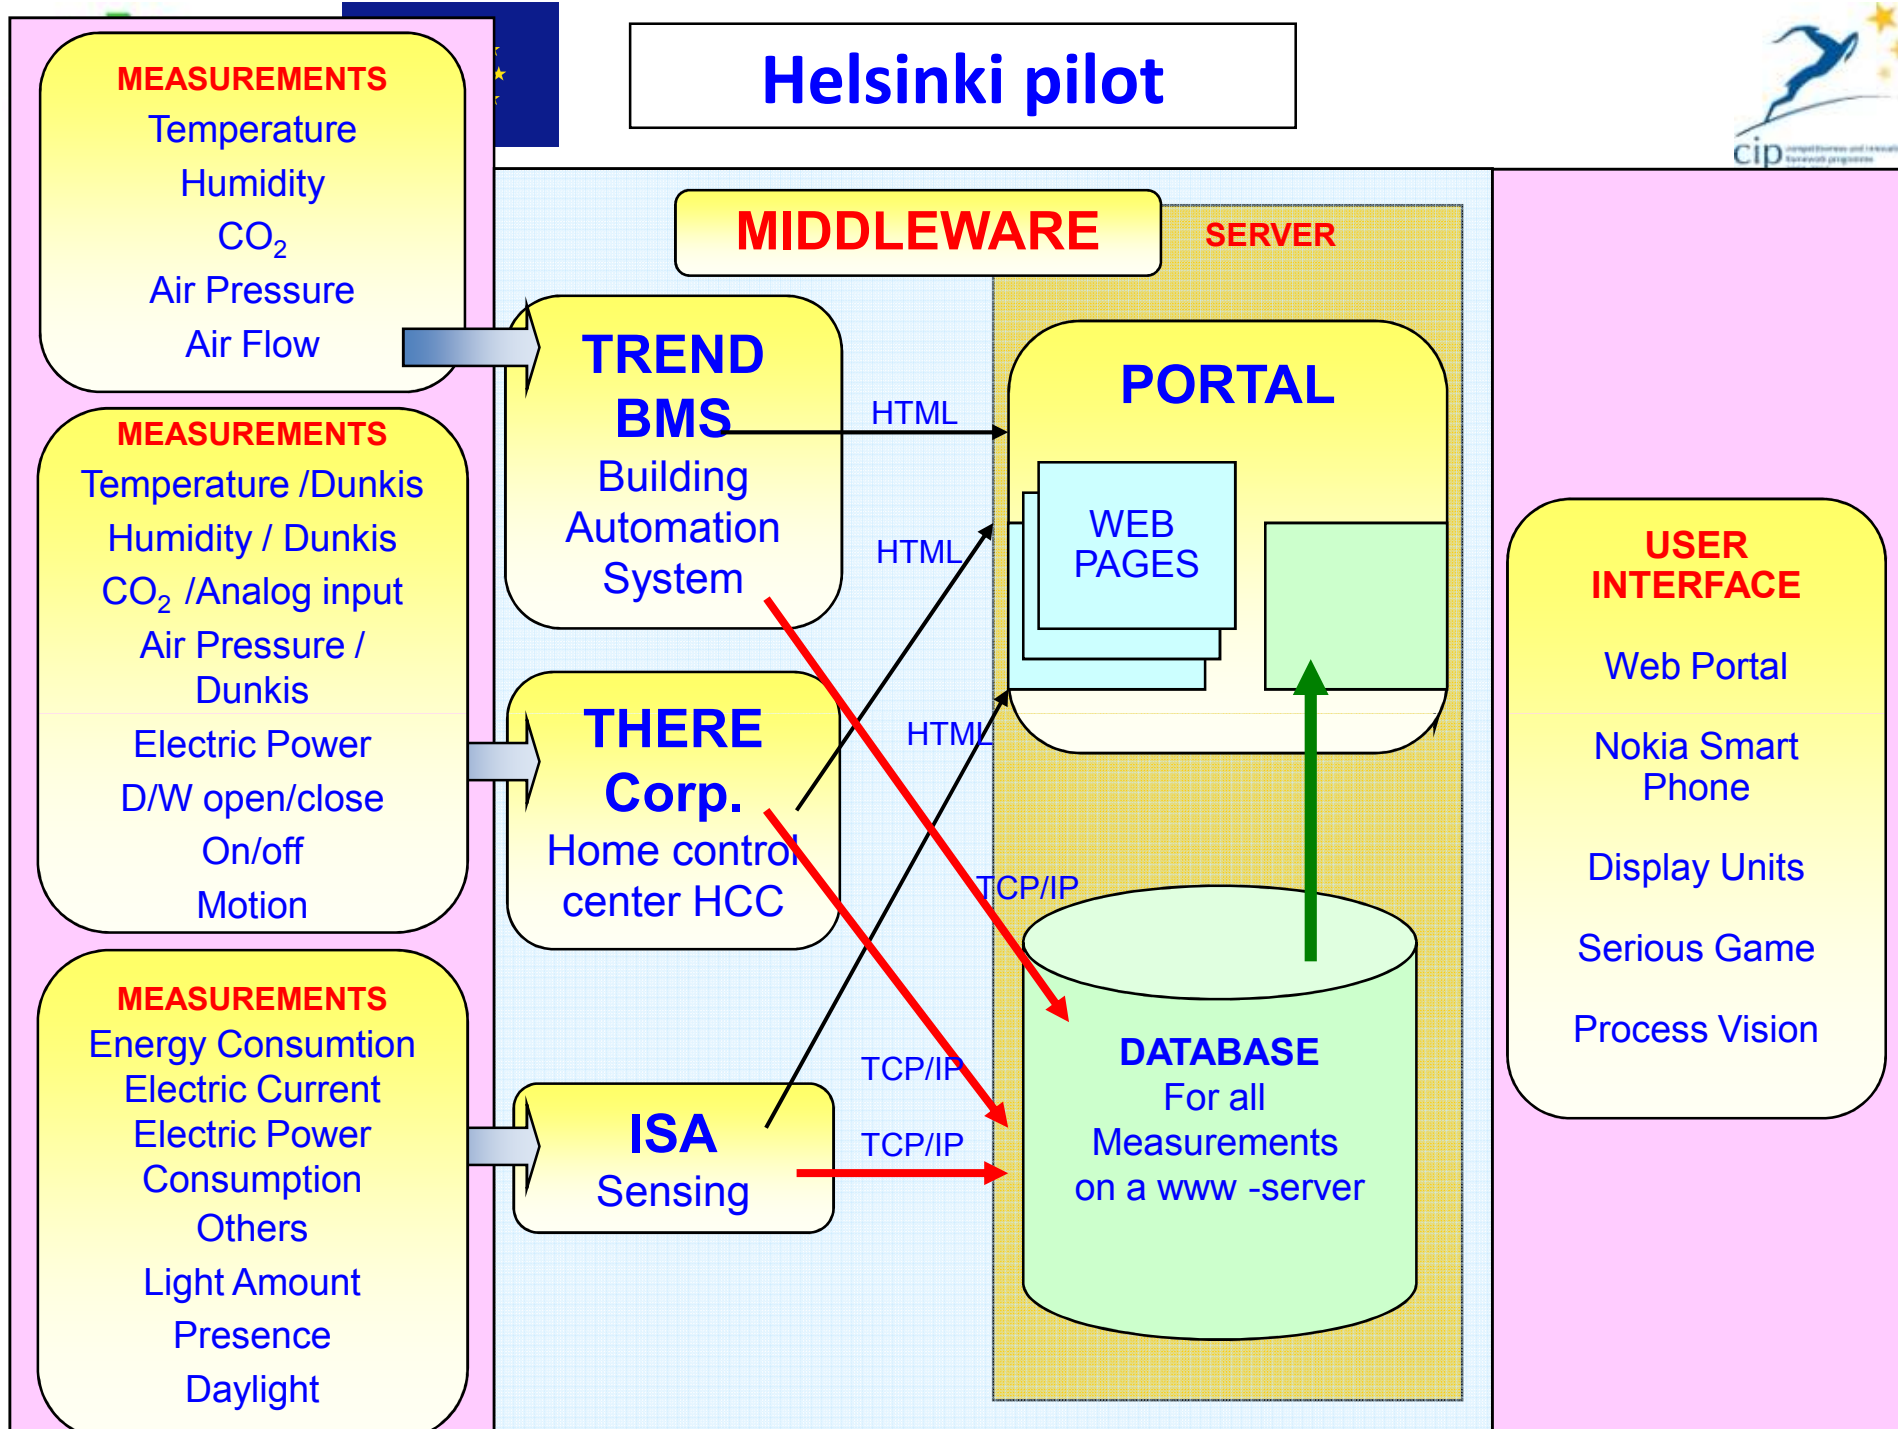 Helsinki pilot
cip
MEASUREMENTS
Temperature
Humidity
CO2
Air Pressure
Air Flow
MEASUREMENTS
Temperature /Dunkis
Humidity / Dunkis
CO2 /Analog input
Air Pressure /
Dunkis
Electric Power
D/W open/close
On/off
Motion
MEASUREMENTS
Energy Consumtion
Electric Current
Electric Power
Consumption
Others
Light Amount
Presence
Daylight
MIDDLEWARE
SERVER
TREND
BMS
Building
Automation
System
THERE
Corp.
Home control
center HCC
ISA
Sensing
HTML
HTML
HTML
TCP/IP
TCP/IP
TCP/IP
PORTAL
WEB
PAGES
DATABASE
For all
Measurements
on a www -server
USER
INTERFACE
Web Portal
Nokia Smart
Phone
Display Units
Serious Game
Process Vision